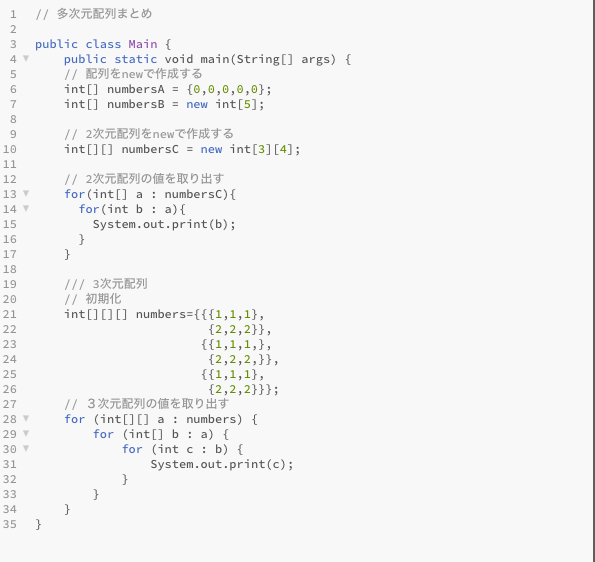 1 // 多次元配列まとめ
2
3 public class Main {
4 public static void main(String[] args) {
5 // 配列をnewで作成する
6 int[] numbersA = {0,0,0,0,0};
7 int[] numbersB = new int[5];
8
9 // 2次元配列をnewで作成する
10 int[][] numbersC = new int[3][4];
11
12 // 2次元配列の値を取り出す
13 for(int[] a : numbersC){
14 for(int b : a){
15 System.out.print(b);
16 }
17 }
18
19 /// 3次元配列
20 // 初期化
21 int[][][] numbers={{{1,1,1},
22 {2,2,2}},
23 {{1,1,1,},
24 {2,2,2,}},
25 {{1,1,1},
26 {2,2,2}}};
27 // ３次元配列の値を取り出す
28 for (int[][] a : numbers) {
29 for (int[] b : a) {
30 for (int c : b) {
31 System.out.print(c);
32 }
33 }
34 }
35 }